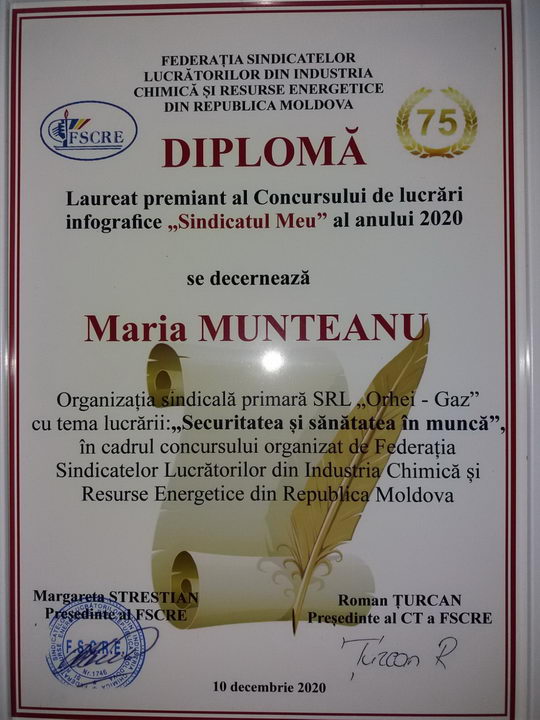 FEDERAȚIA SINDICATELOR
LUCRĂTORILOR DIN INDUSTRIA
CHIMICĂ ȘI RESURSE ENERGETICE
DIN REPUBLICA MOLDOVA
FSCRE
75
DIPLOMĂ
Laureat premiant al Concursului de lucrări
infografice „Sindicatul Meu” al anului 2020
se decernează
Maria MUNTEANU
Organizația sindicală primară SRL „Orhei - Gaz”
cu tema lucrării:„Securitatea și sănătatea în muncă”,
în cadrul concursului organizat de Federația
Sindicatelor Lucrătorilor din Industria Chimică și
Resurse Energetice din Republica Moldova
Margareta STRESTIAN
Președinte al FSCRE
F.S.C.R.E.
Nr.1746
Roman ȚURCAN
Președinte al CT a FSCRE
Țurcan R
10 decembrie 2020